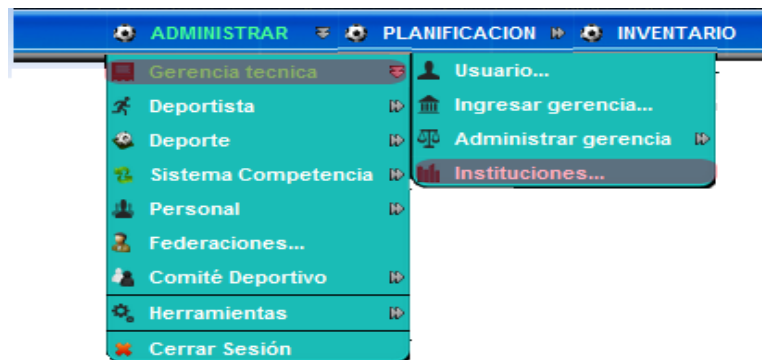 ADMINISTRAR PLANIFICACION INVENTARIO
Gerencia tecnica
Deportista
Deporte
Sistema Competencia
Personal
Federaciones...
Comité Deportivo
Herramientas
Cerrar Sesión
Usuario...
Ingresar gerencia...
Administrar gerencia
Instituciones...